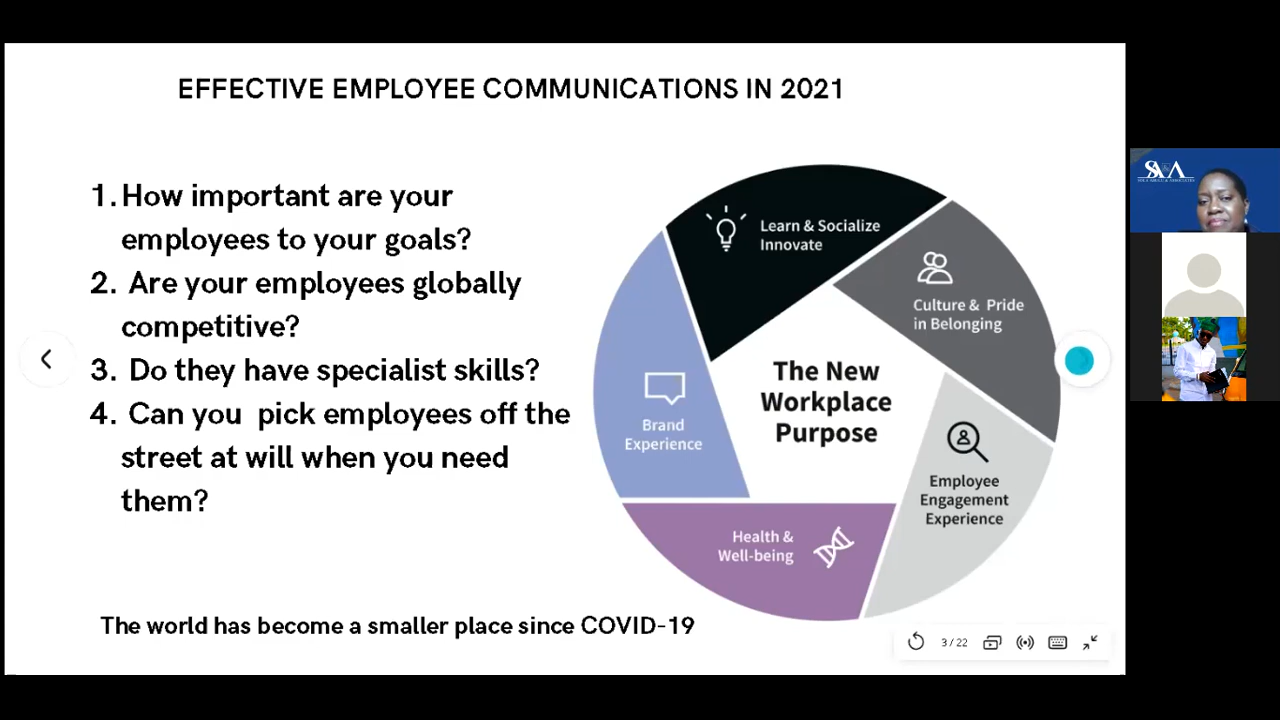 EFFECTIVE EMPLOYEE COMMUNICATIONS IN 2021
1. How important are your
employees to your goals?
2. Are your employees globally
competitive?
3. Do they have specialist skills?
4. Can you pick employees off the
street at will when you need
them?
The world has become a smaller place since COVID-19
Learn & Socialize
Innovate
Culture & Pride
in Belonging
The New
Workplace
Purpose
Brand
Experience
Employee
Engagement
Experience
Health &
Well-being
3 / 22